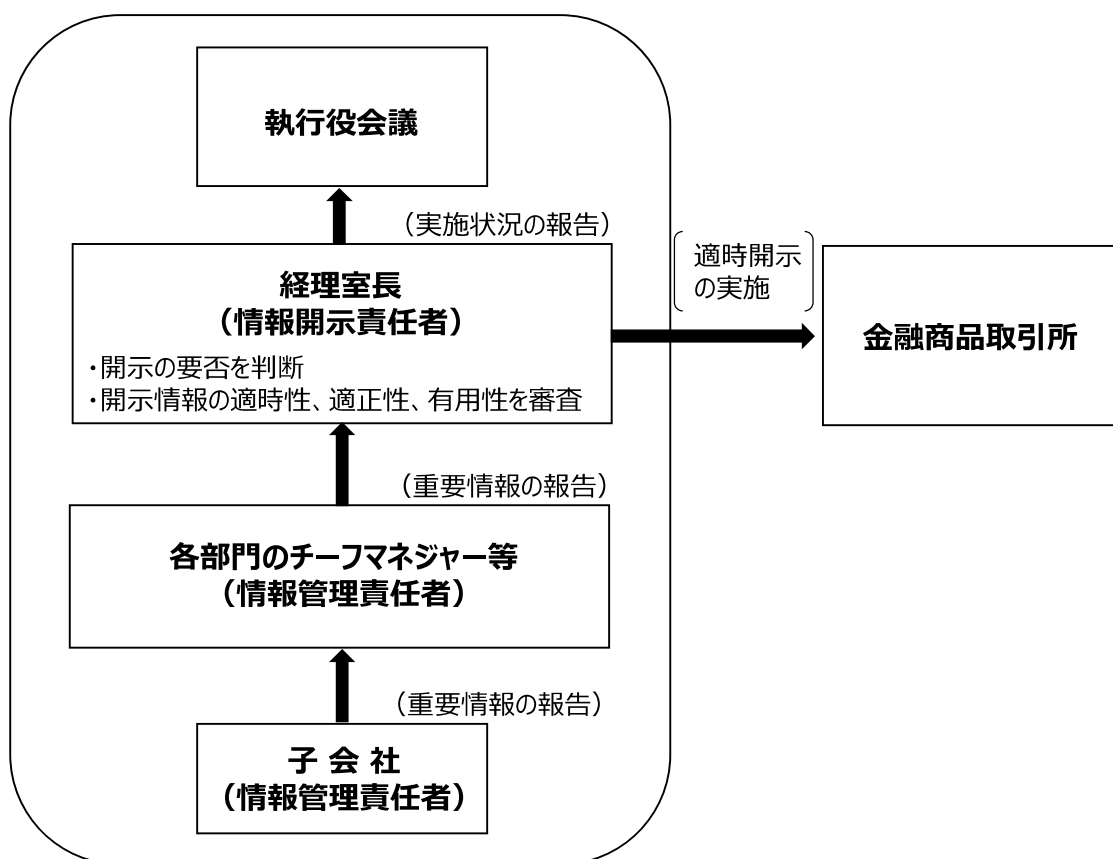 執行役会議
（実施状況の報告）
経理室長
（情報開示責任者）
・開示の要否を判断
・開示情報の適時性、適正性、有用性を審査
適時開示
の実施
金融商品取引所
（重要情報の報告）
各部門のチーフマネジャー等
（情報管理責任者）
（重要情報の報告）
子 会 社
（情報管理責任者）